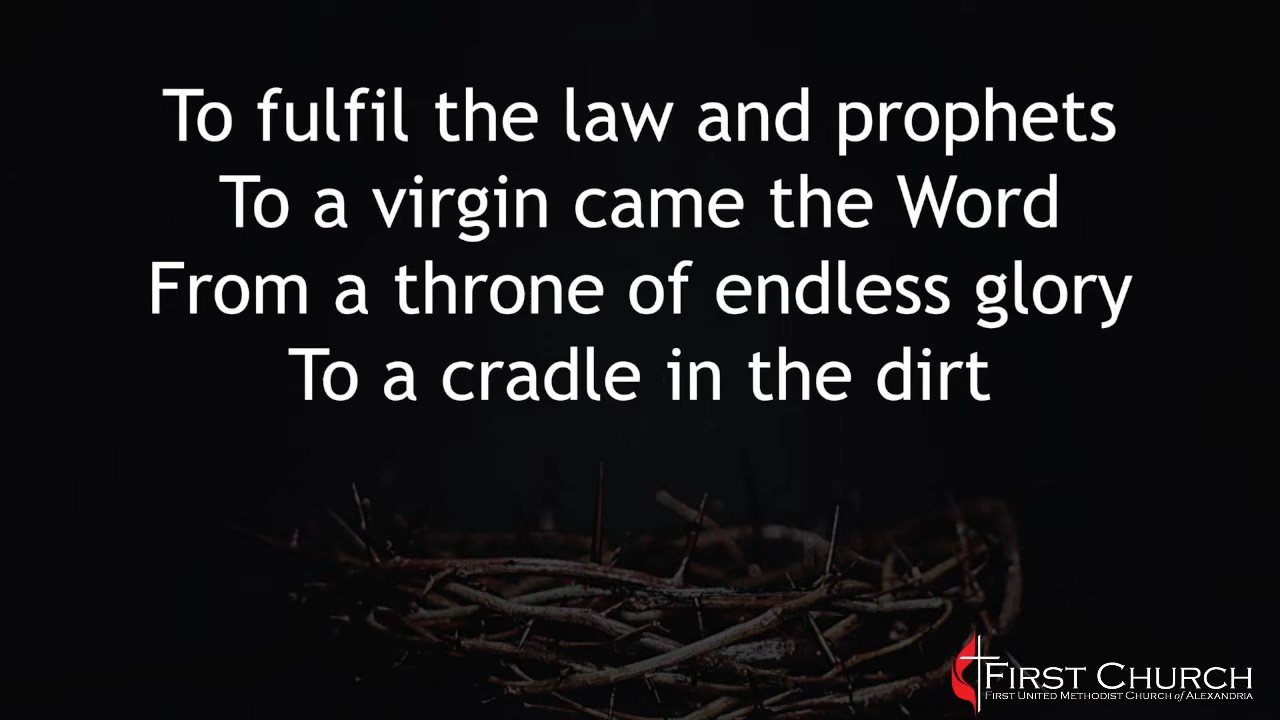 To fulfil the law and prophets
To a virgin came the Word
From a throne of endless glory
To a cradle in the dirt
FIRST CHURCH
FIRST UNITED METHODIST CHURCH of ALEXANDRIA